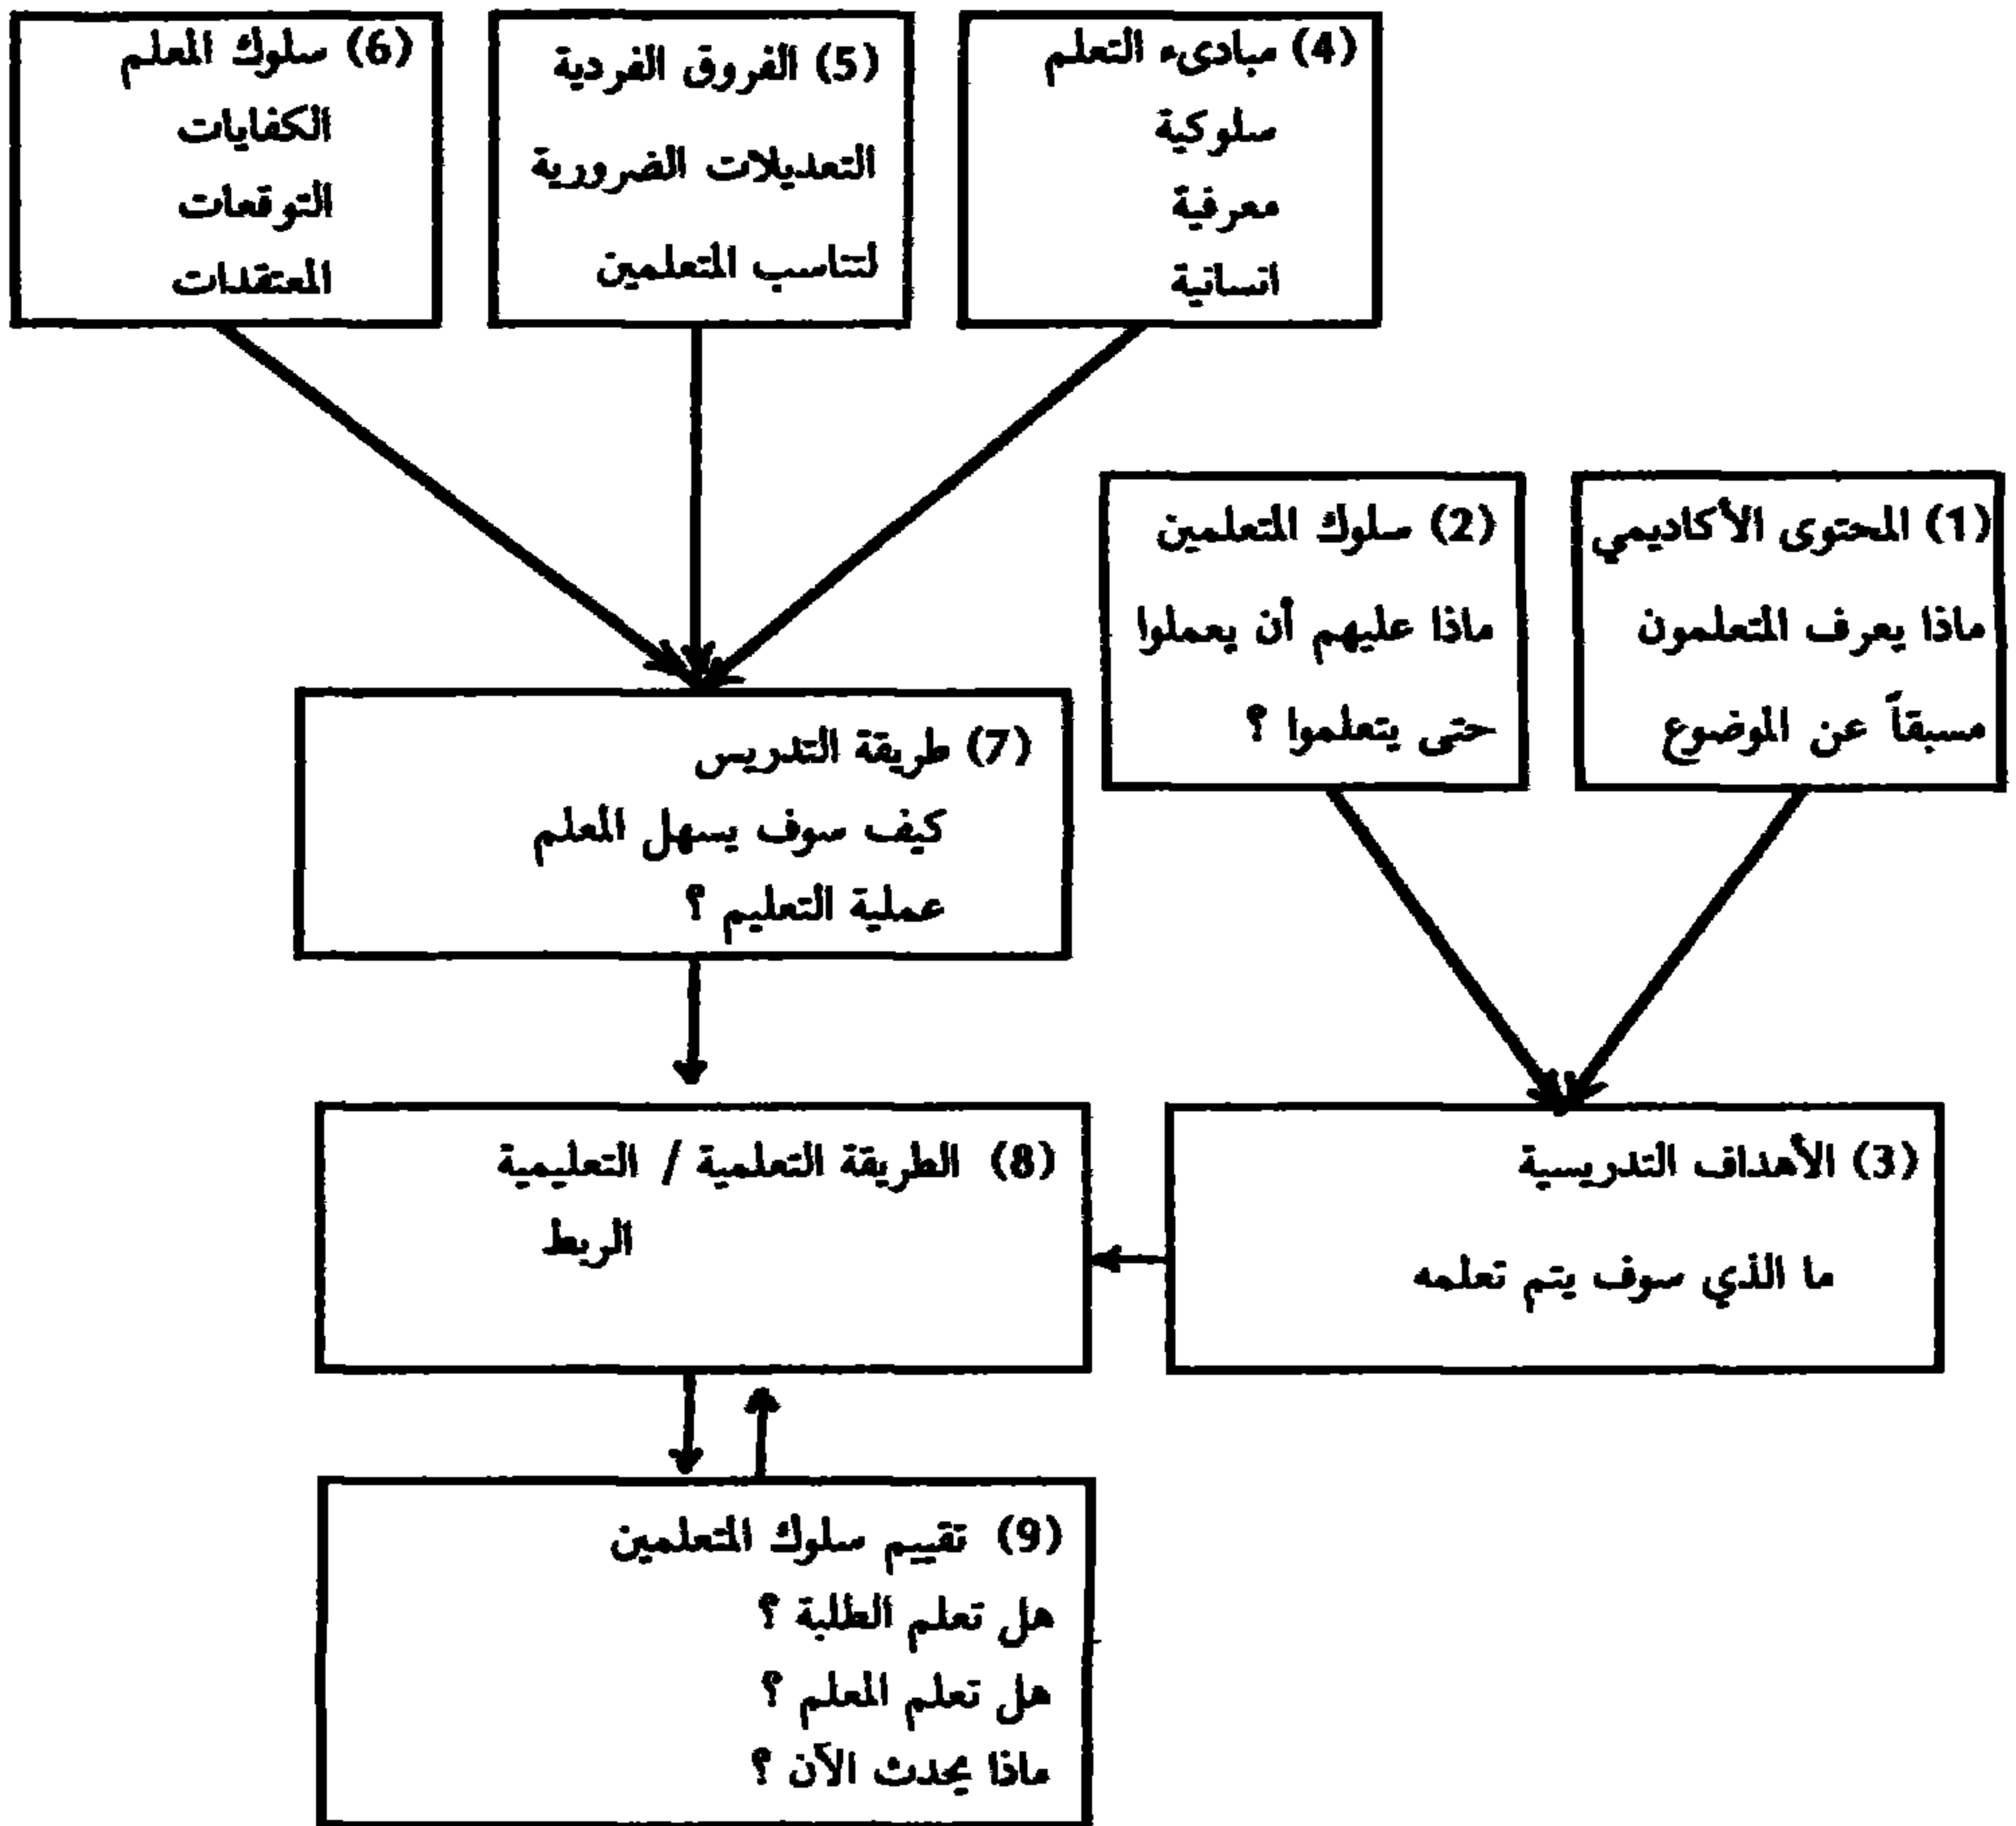 (4) مبادىء التعلم
سلوكية
معرفية
انسانية
(5) الفروق الفردية
التعديلات الضرورية
لتناسب المتعلمين
(6) سلوك المعلم
الكفايات
التوقعات
المعتقدات
(1) المحتوى الأكاديمي
ماذا يعرف المتعلمون
مسبقاً عن الموضوع
(2) سلوك المتعلمين
ماذا عليهم أن يعملوا
حتى يتعلموا ؟
(7) طريقة التدريس
كيف سوف يسهل المعلم
عملية التعليم ؟
(3) الأهداف التدريسية
ما الذي سوف يتم تعلمه
(8) الطريقة التعلمية / التعليمية
الربط
(9) تقييم سلوك المتعلمين
هل تعلم الطلبة ؟
هل تعلم المعلم ؟
ماذا يحدث الآن ؟